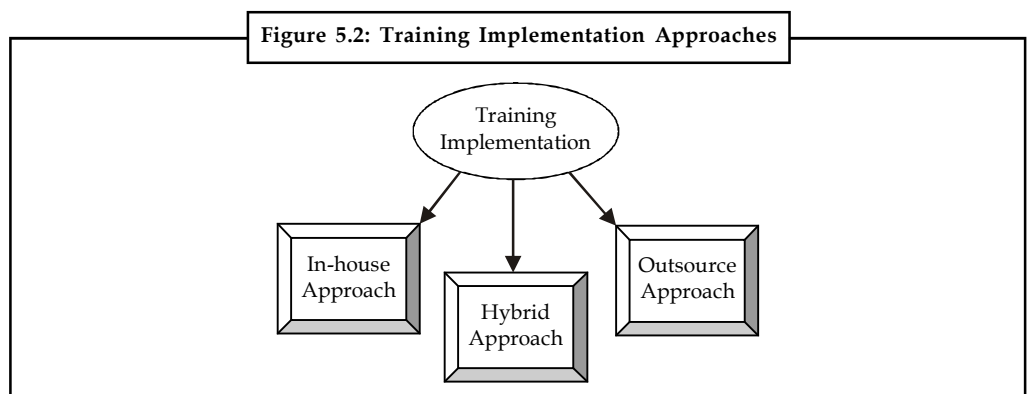 Figure 5.2: Training Implementation Approaches
Training
Implementation
In-house
Approach
Hybrid
Approach
Outsource
Approach